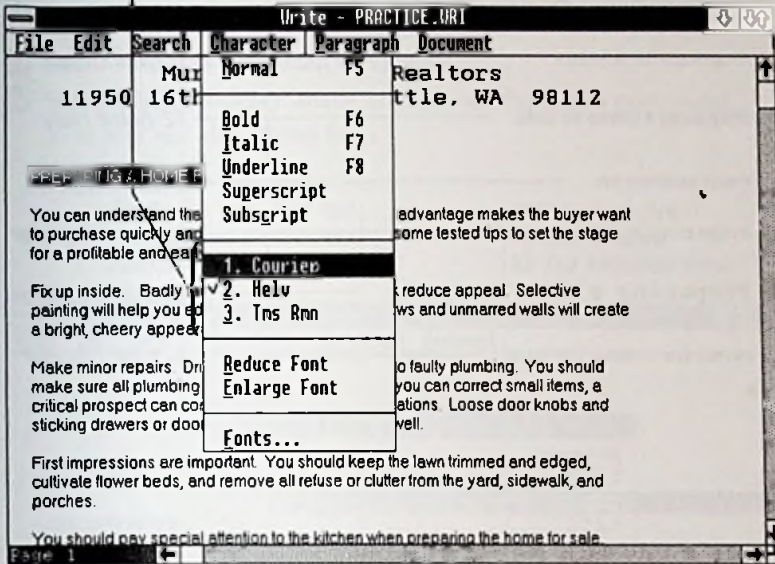 Write - PRACTICE.WRI
File Edit Search Character Paragraph Document
Mur Realtors
11950 16th ttle, WA 98112
Normal F5
Bold F6
Italic F7
Underline F8
Superscript
Subscript
1. Courier
2. Helv
3. Tms Rmn
Reduce Font
Enlarge Font
Fonts...
A HOME
You can understand tha advantage makes the buyer want
to purchase quickly and some tested tips to set the stage
for a profitable and ea
Fix up inside. Badly reduce appeal. Selective
painting will help you ws and unmarred walls will create
a bright, cheery appear
Make minor repairs. Dri o faulty plumbing. You should
make sure all plumbing you can correct small items, a
critical prospect can co ations. Loose door knobs and
sticking drawers or doo well.
First impressions are important. You should keep the lawn trimmed and edged,
cultivate flower beds, and remove all refuse or clutter from the yard, sidewalk, and
porches.
You should pay special attention to the kitchen when preparing the home for sale.
Page 1